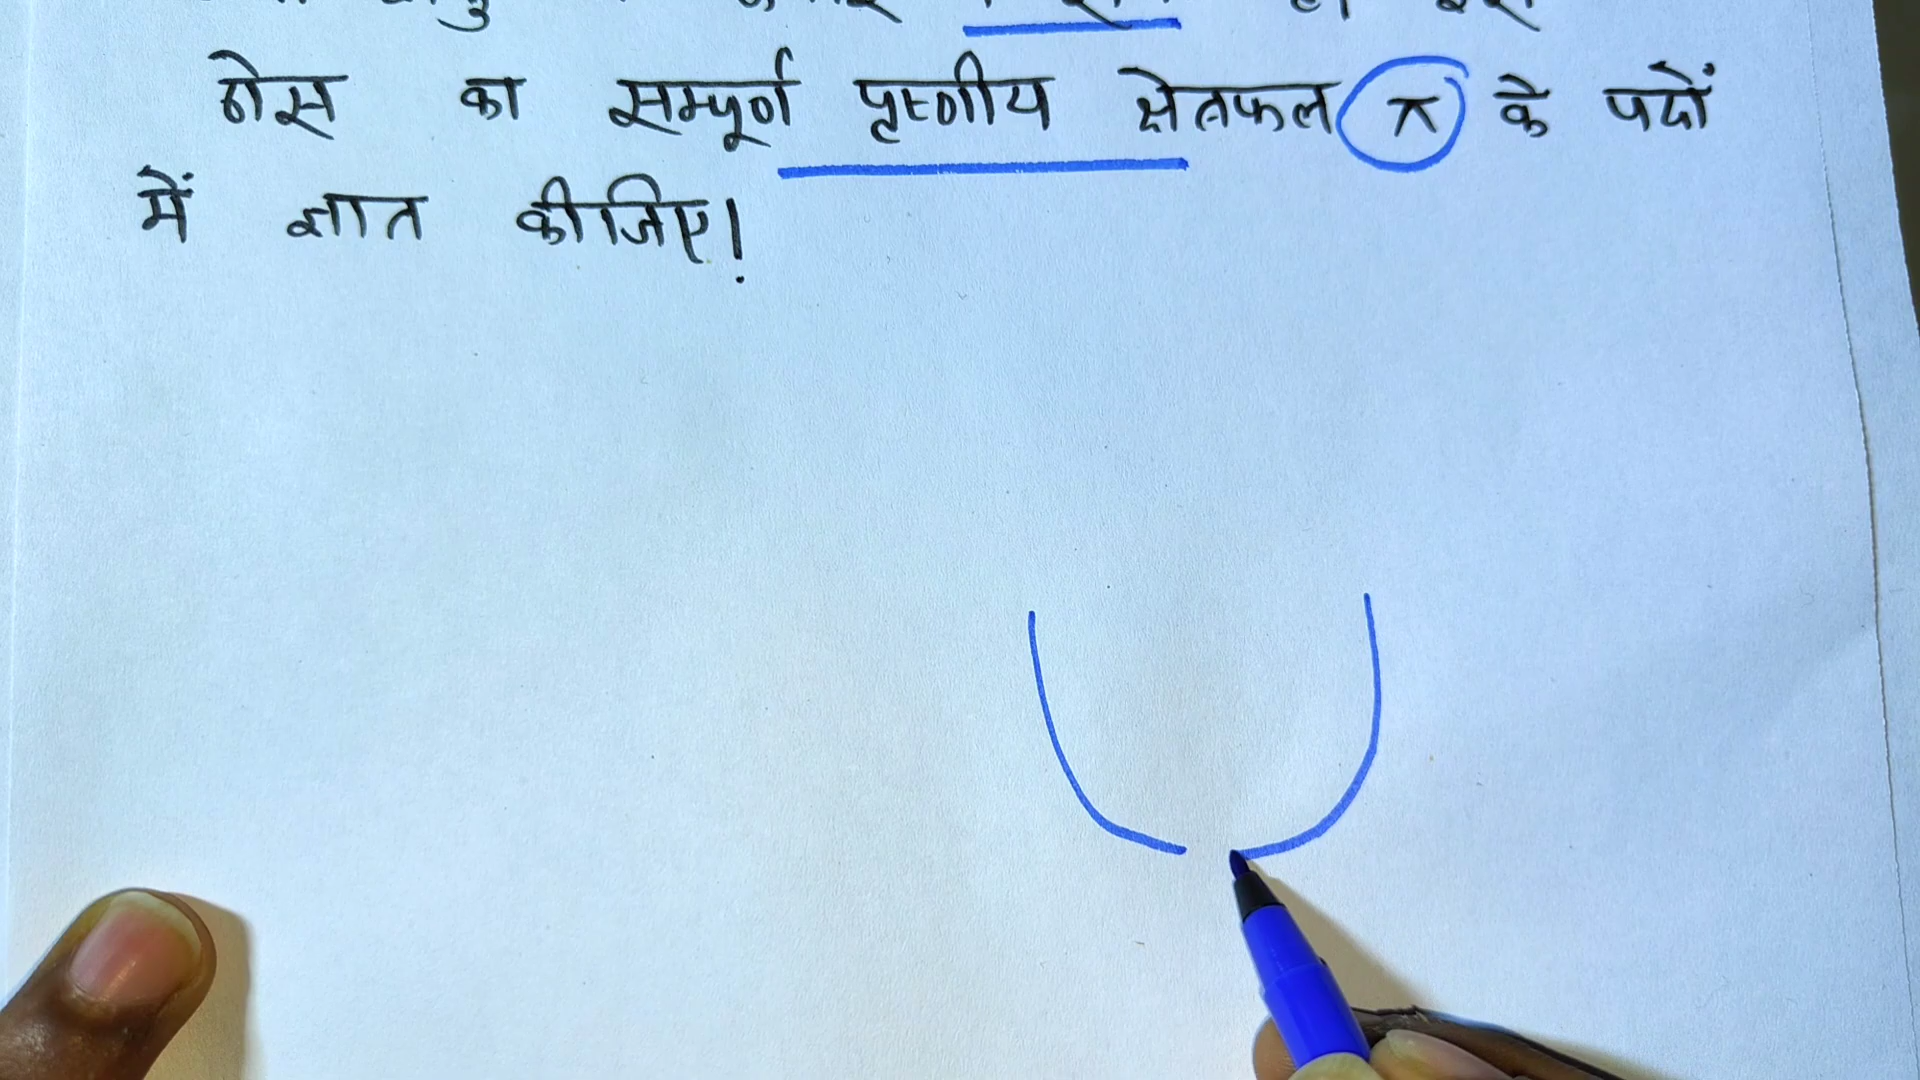 ठोस का सम्पूर्ण पृष्ठीय क्षेत्रफल π के पदों
में ज्ञात कीजिए!